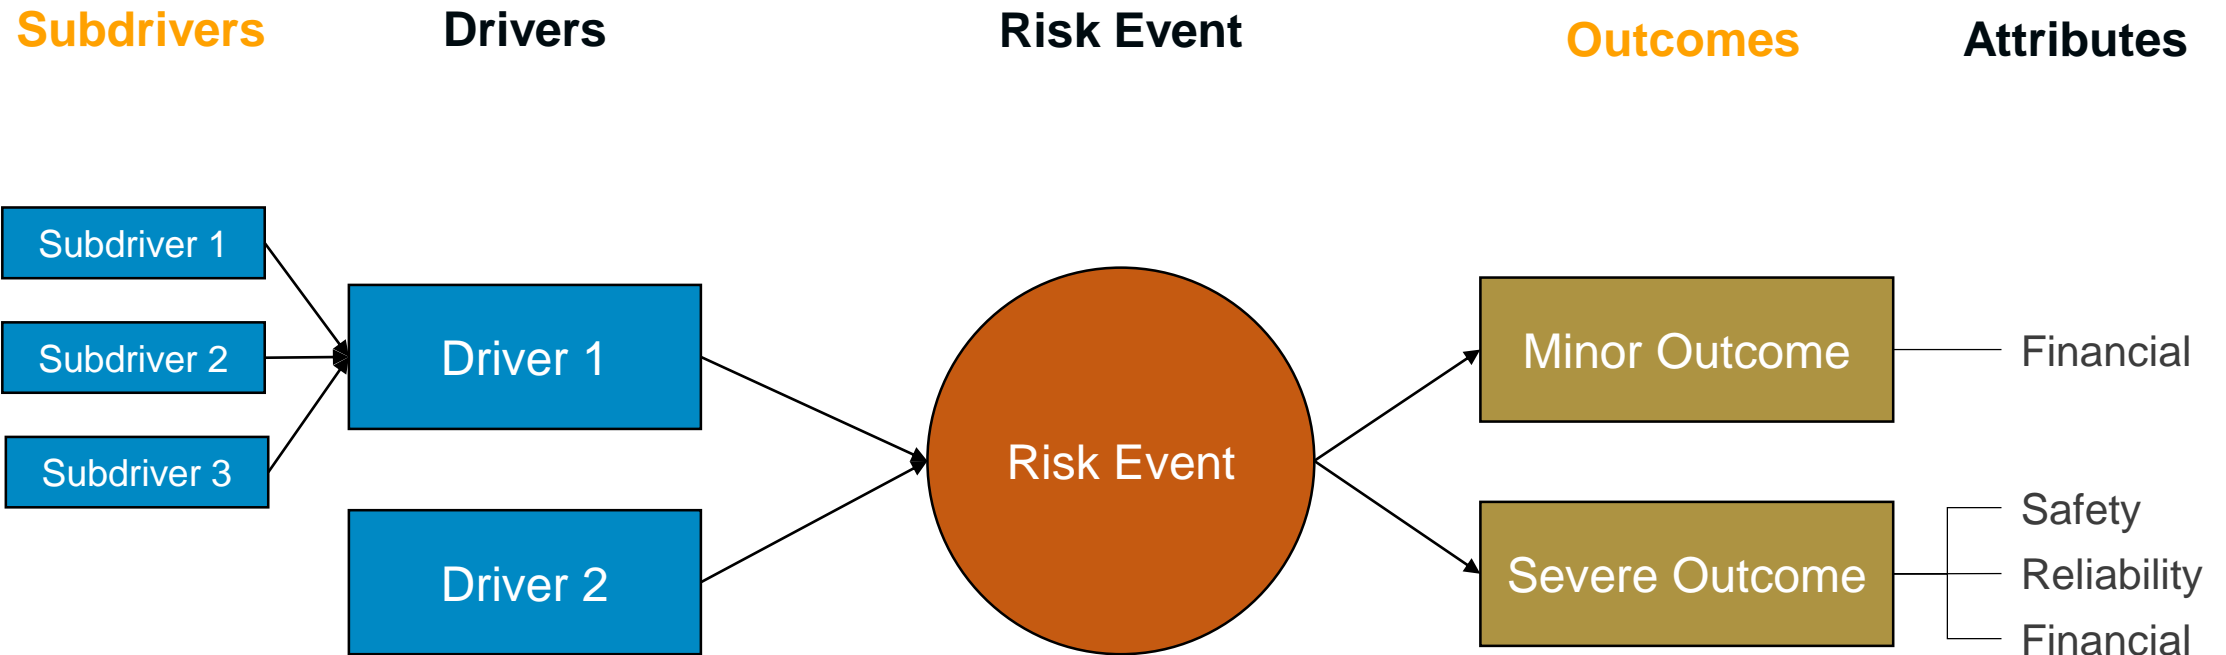 Subdrivers
Drivers
Risk Event
Outcomes
Attributes
Subdriver 1
Subdriver 2
Subdriver 3
Driver 1
Driver 2
Risk Event
Minor Outcome
Severe Outcome
Financial
Safety
Reliability
Financial